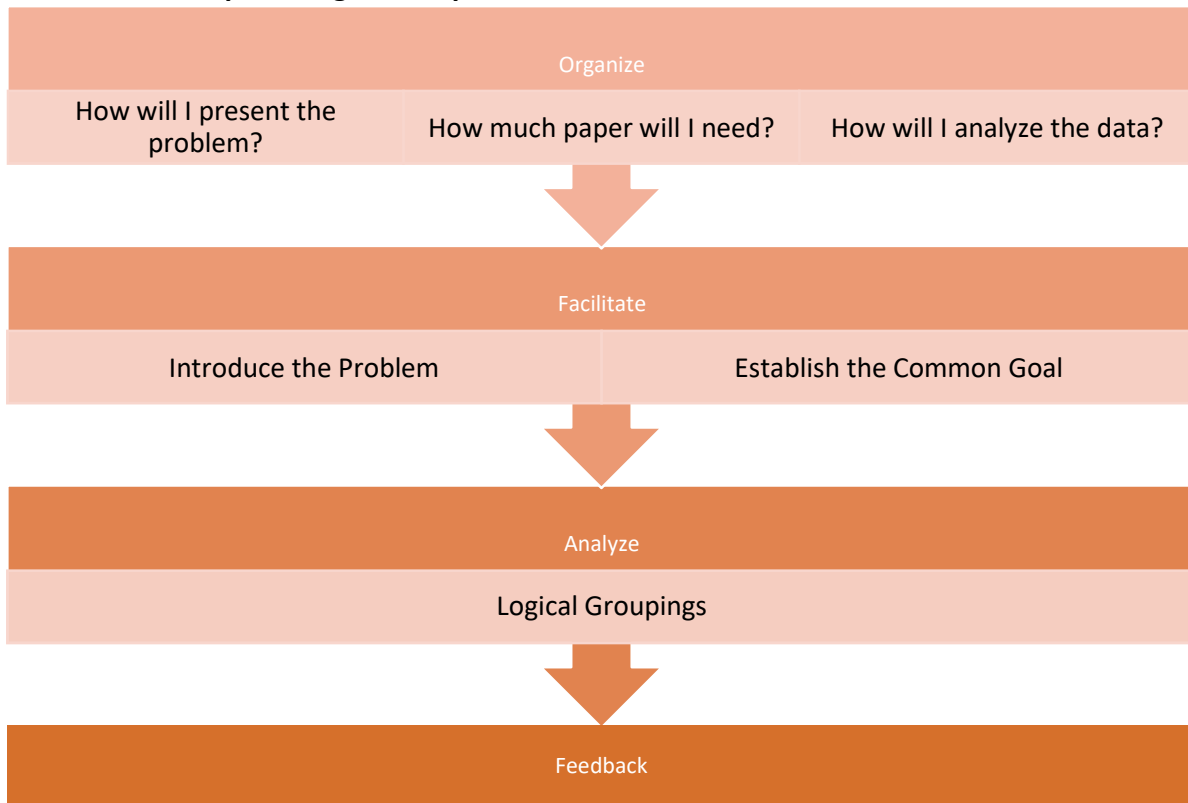 Organize
How will I present the
problem?
How much paper will I need?
How will I analyze the data?
Facilitate
Introduce the Problem
Establish the Common Goal
Analyze
Logical Groupings
Feedback